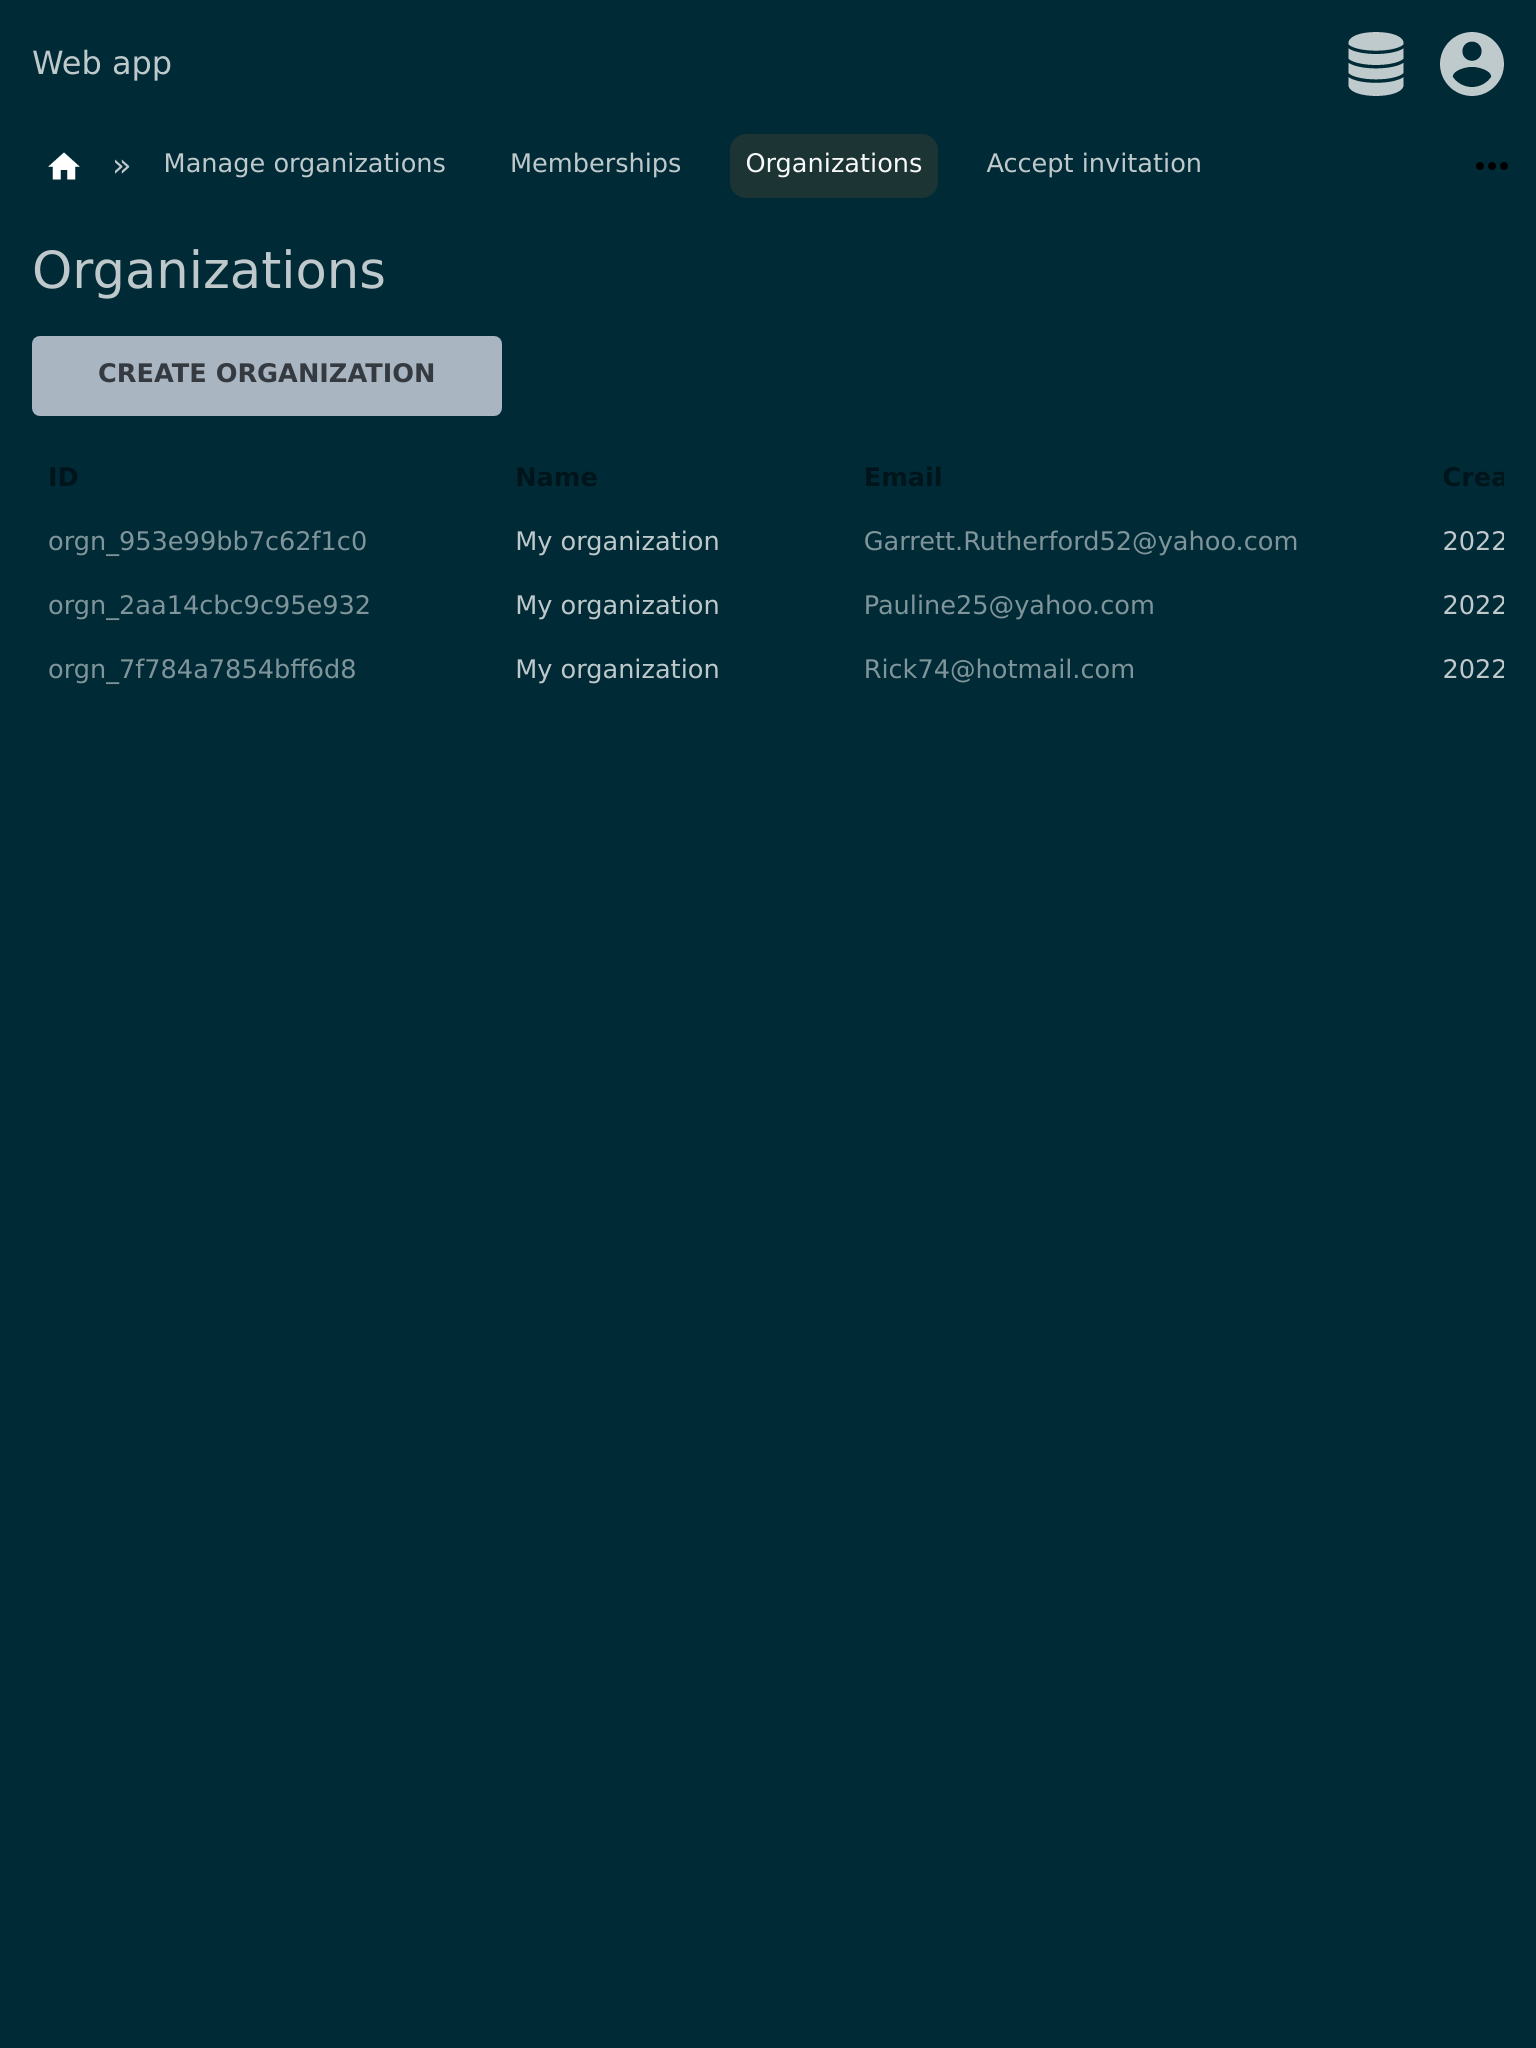 Web app
» Manage organizations Memberships Organizations Accept invitation •••
Organizations
CREATE ORGANIZATION
ID Name Email Crea
orgn_953e99bb7c62f1c0 My organization Garrett.Rutherford52@yahoo.com 2022
orgn_2aa14cbc9c95e932 My organization Pauline25@yahoo.com 2022
orgn_7f784a7854bff6d8 My organization Rick74@hotmail.com 2022